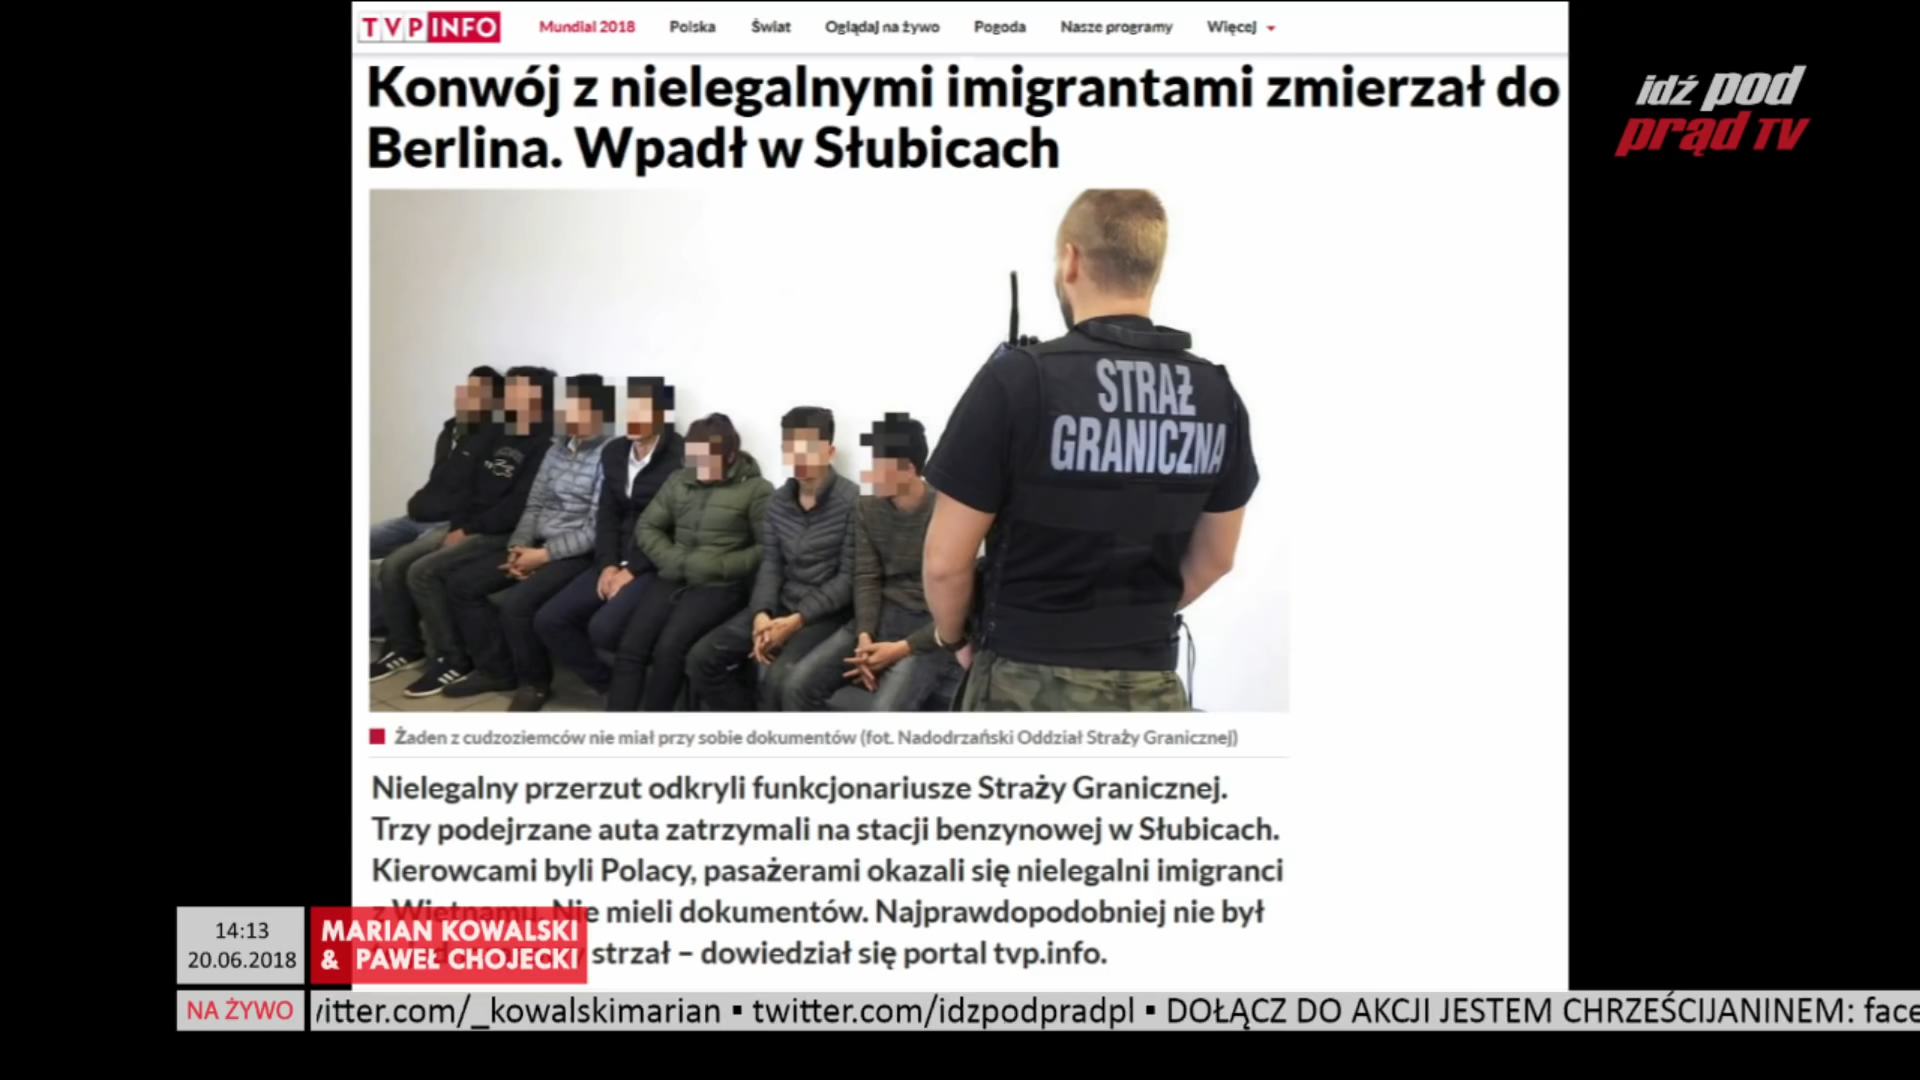 TVP INFO Mundial 2018 Polska Świat Oglądaj na żywo Pogoda Nasze programy Więcej
idź pod
prąd TV
Konwój z nielegalnymi imigrantami zmierzał do
Berlina. Wpadł w Słubicach
STRAŻ
GRANICZNA
Żaden z cudzoziemców nie miał przy sobie dokumentów (fot. Nadodrzański Oddział Straży Granicznej)
Nielegalny przerzut odkryli funkcjonariusze Straży Granicznej.
Trzy podejrzane auta zatrzymali na stacji benzynowej w Słubicach.
Kierowcami byli Polacy, pasażerami okazali się nielegalni imigranci
z Wietnamu. Nie mieli dokumentów. Najprawdopodobniej nie był
strzał – dowiedział się portal tvp.info.
14:13
20.06.2018
MARIAN KOWALSKI
& PAWEŁ CHOJECKI
NA ŻYWO
witter.com/_kowalskimarian ▪ twitter.com/idzpodpradpl ▪ DOŁĄCZ DO AKCJI JESTEM CHRZEŚCIJANINEM: face